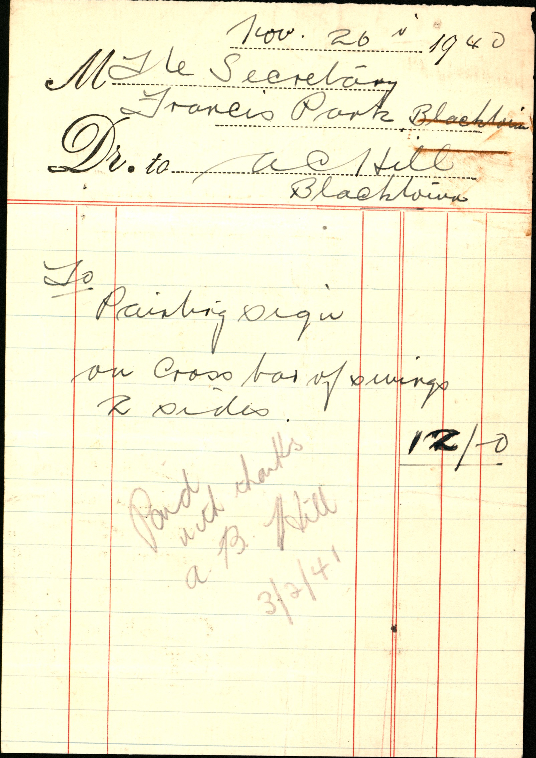 Nov. 26 1940
M The Secretary
Francis Park Blacktown
Dr. to A C Hill
Blacktown
To
Painting sign
on Cross bar of swings
2 sides.
12/-0
Paid
with thanks
A. B. Hill
3/2/41